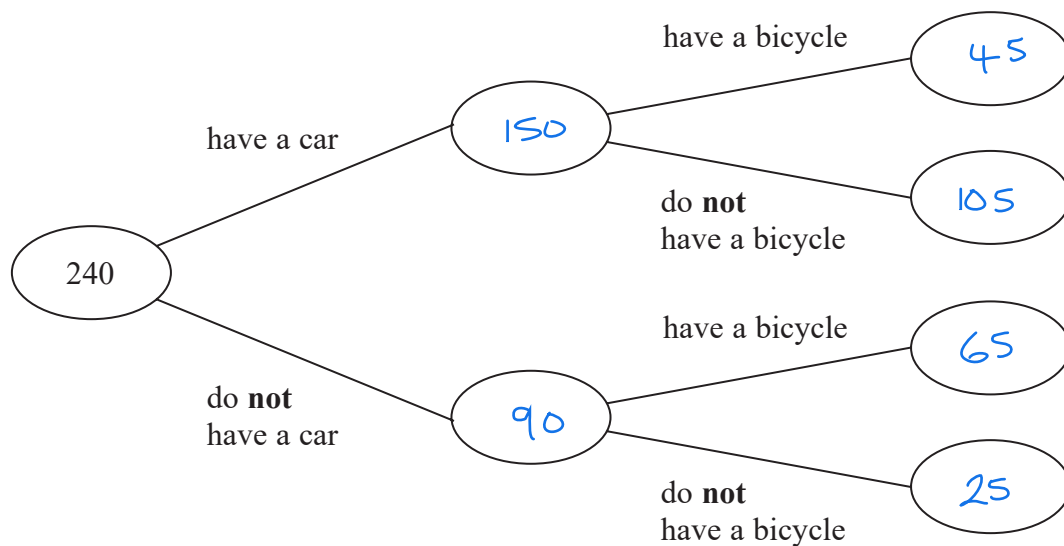 have a bicycle
45
have a car
150
do not
have a bicycle
105
240
have a bicycle
65
do not
have a car
90
do not
have a bicycle
25